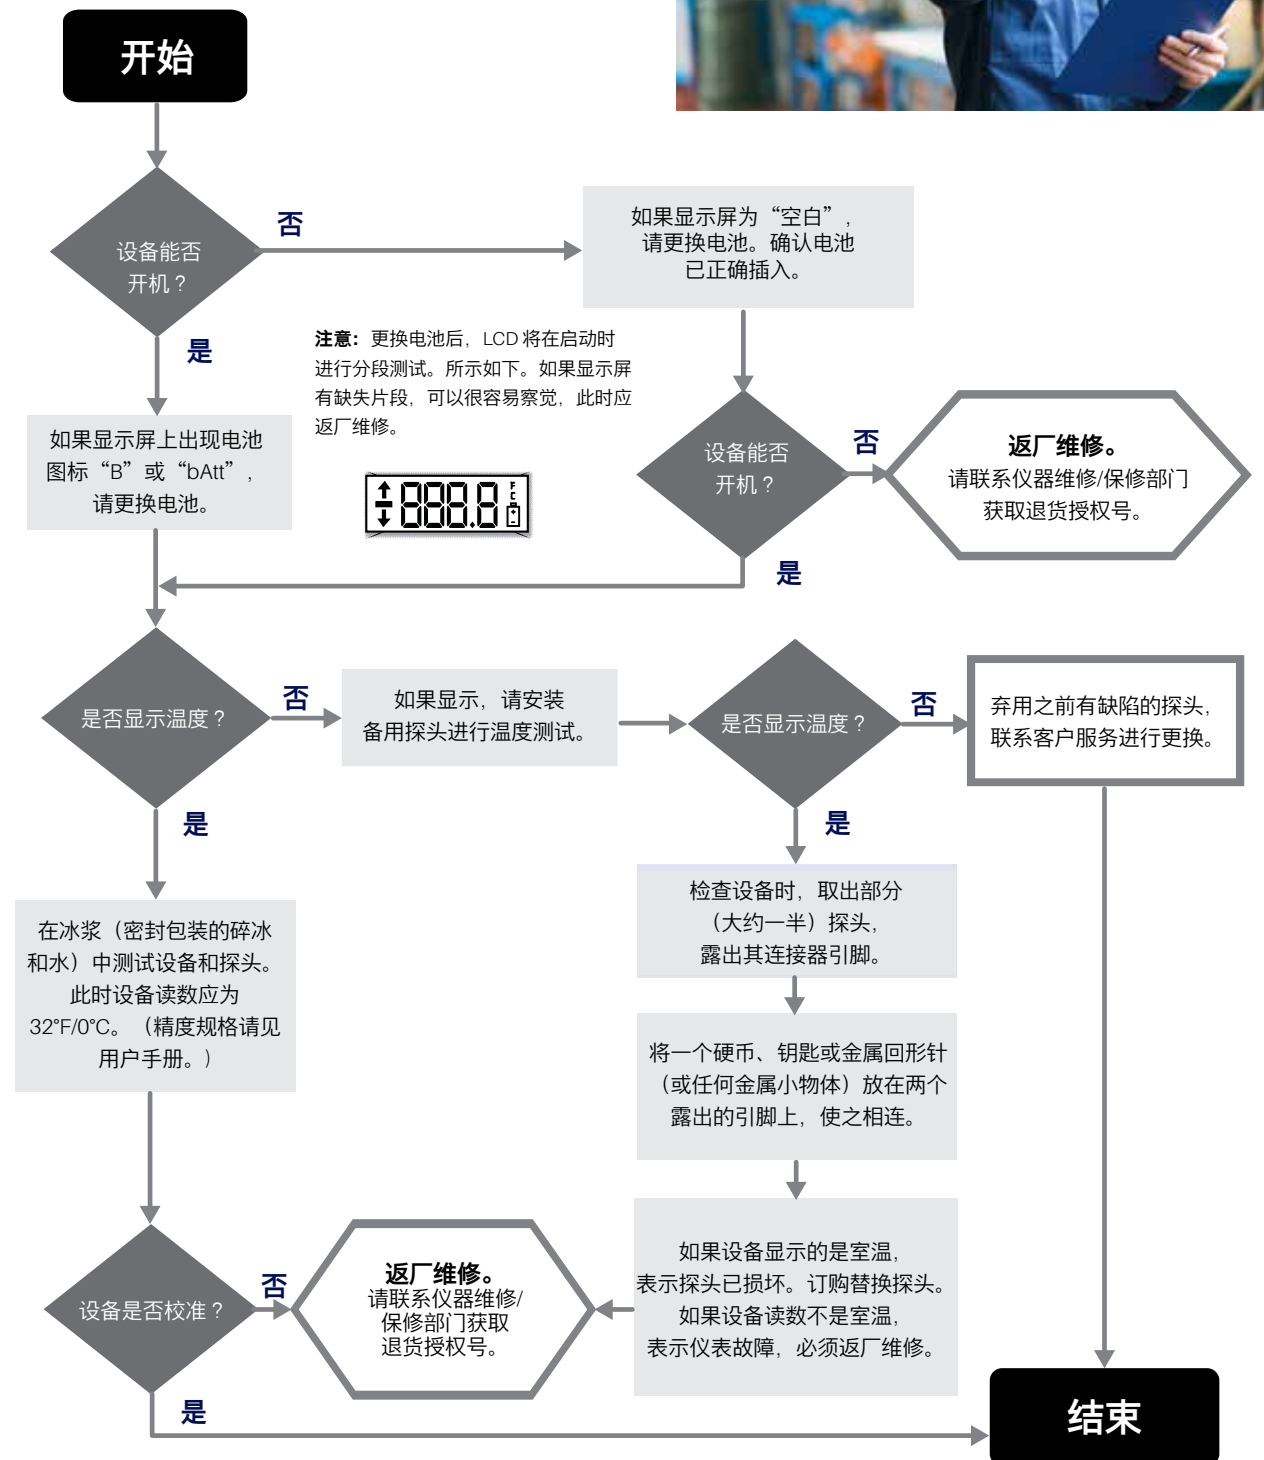 开始
设备能否
开机？
否
如果显示屏为“空白”，
请更换电池。确认电池
已正确插入。
是
注意：更换电池后，LCD 将在启动时
进行分段测试。所示如下。如果显示屏
有缺失片段，可以很容易察觉，此时应
返厂维修。
888.8
F
C
如果显示屏上出现电池
图标“B”或“bAtt”，
请更换电池。
设备能否
开机？
否
返厂维修。
请联系仪器维修/保修部门
获取退货授权号。
是
是否显示温度？
否
如果显示，请安装
备用探头进行温度测试。
是否显示温度？
否
弃用之前有缺陷的探头，
联系客户服务进行更换。
是
是
在冰浆（密封包装的碎冰
和水）中测试设备和探头。
此时设备读数应为
32°F/0°C。（精度规格请见
用户手册。）
检查设备时，取出部分
（大约一半）探头，
露出其连接器引脚。
将一个硬币、钥匙或金属回形针
（或任何金属小物体）放在两个
露出的引脚上，使之相连。
如果设备显示的是室温，
表示探头已损坏。订购替换探头。
如果设备读数不是室温，
表示仪表故障，必须返厂维修。
设备是否校准？
否
返厂维修。
请联系仪器维修/
保修部门获取
退货授权号。
是
结束